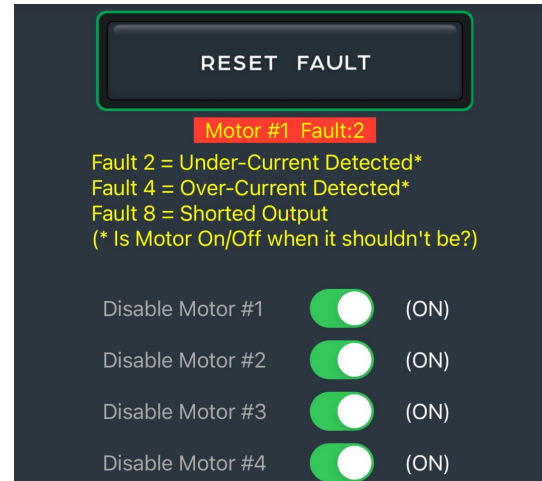 RESET FAULT
Motor #1 Fault:2
Fault 2 = Under-Current Detected*
Fault 4 = Over-Current Detected*
Fault 8 = Shorted Output
(* Is Motor On/Off when it shouldn't be?)
Disable Motor #1 (ON)
Disable Motor #2 (ON)
Disable Motor #3 (ON)
Disable Motor #4 (ON)